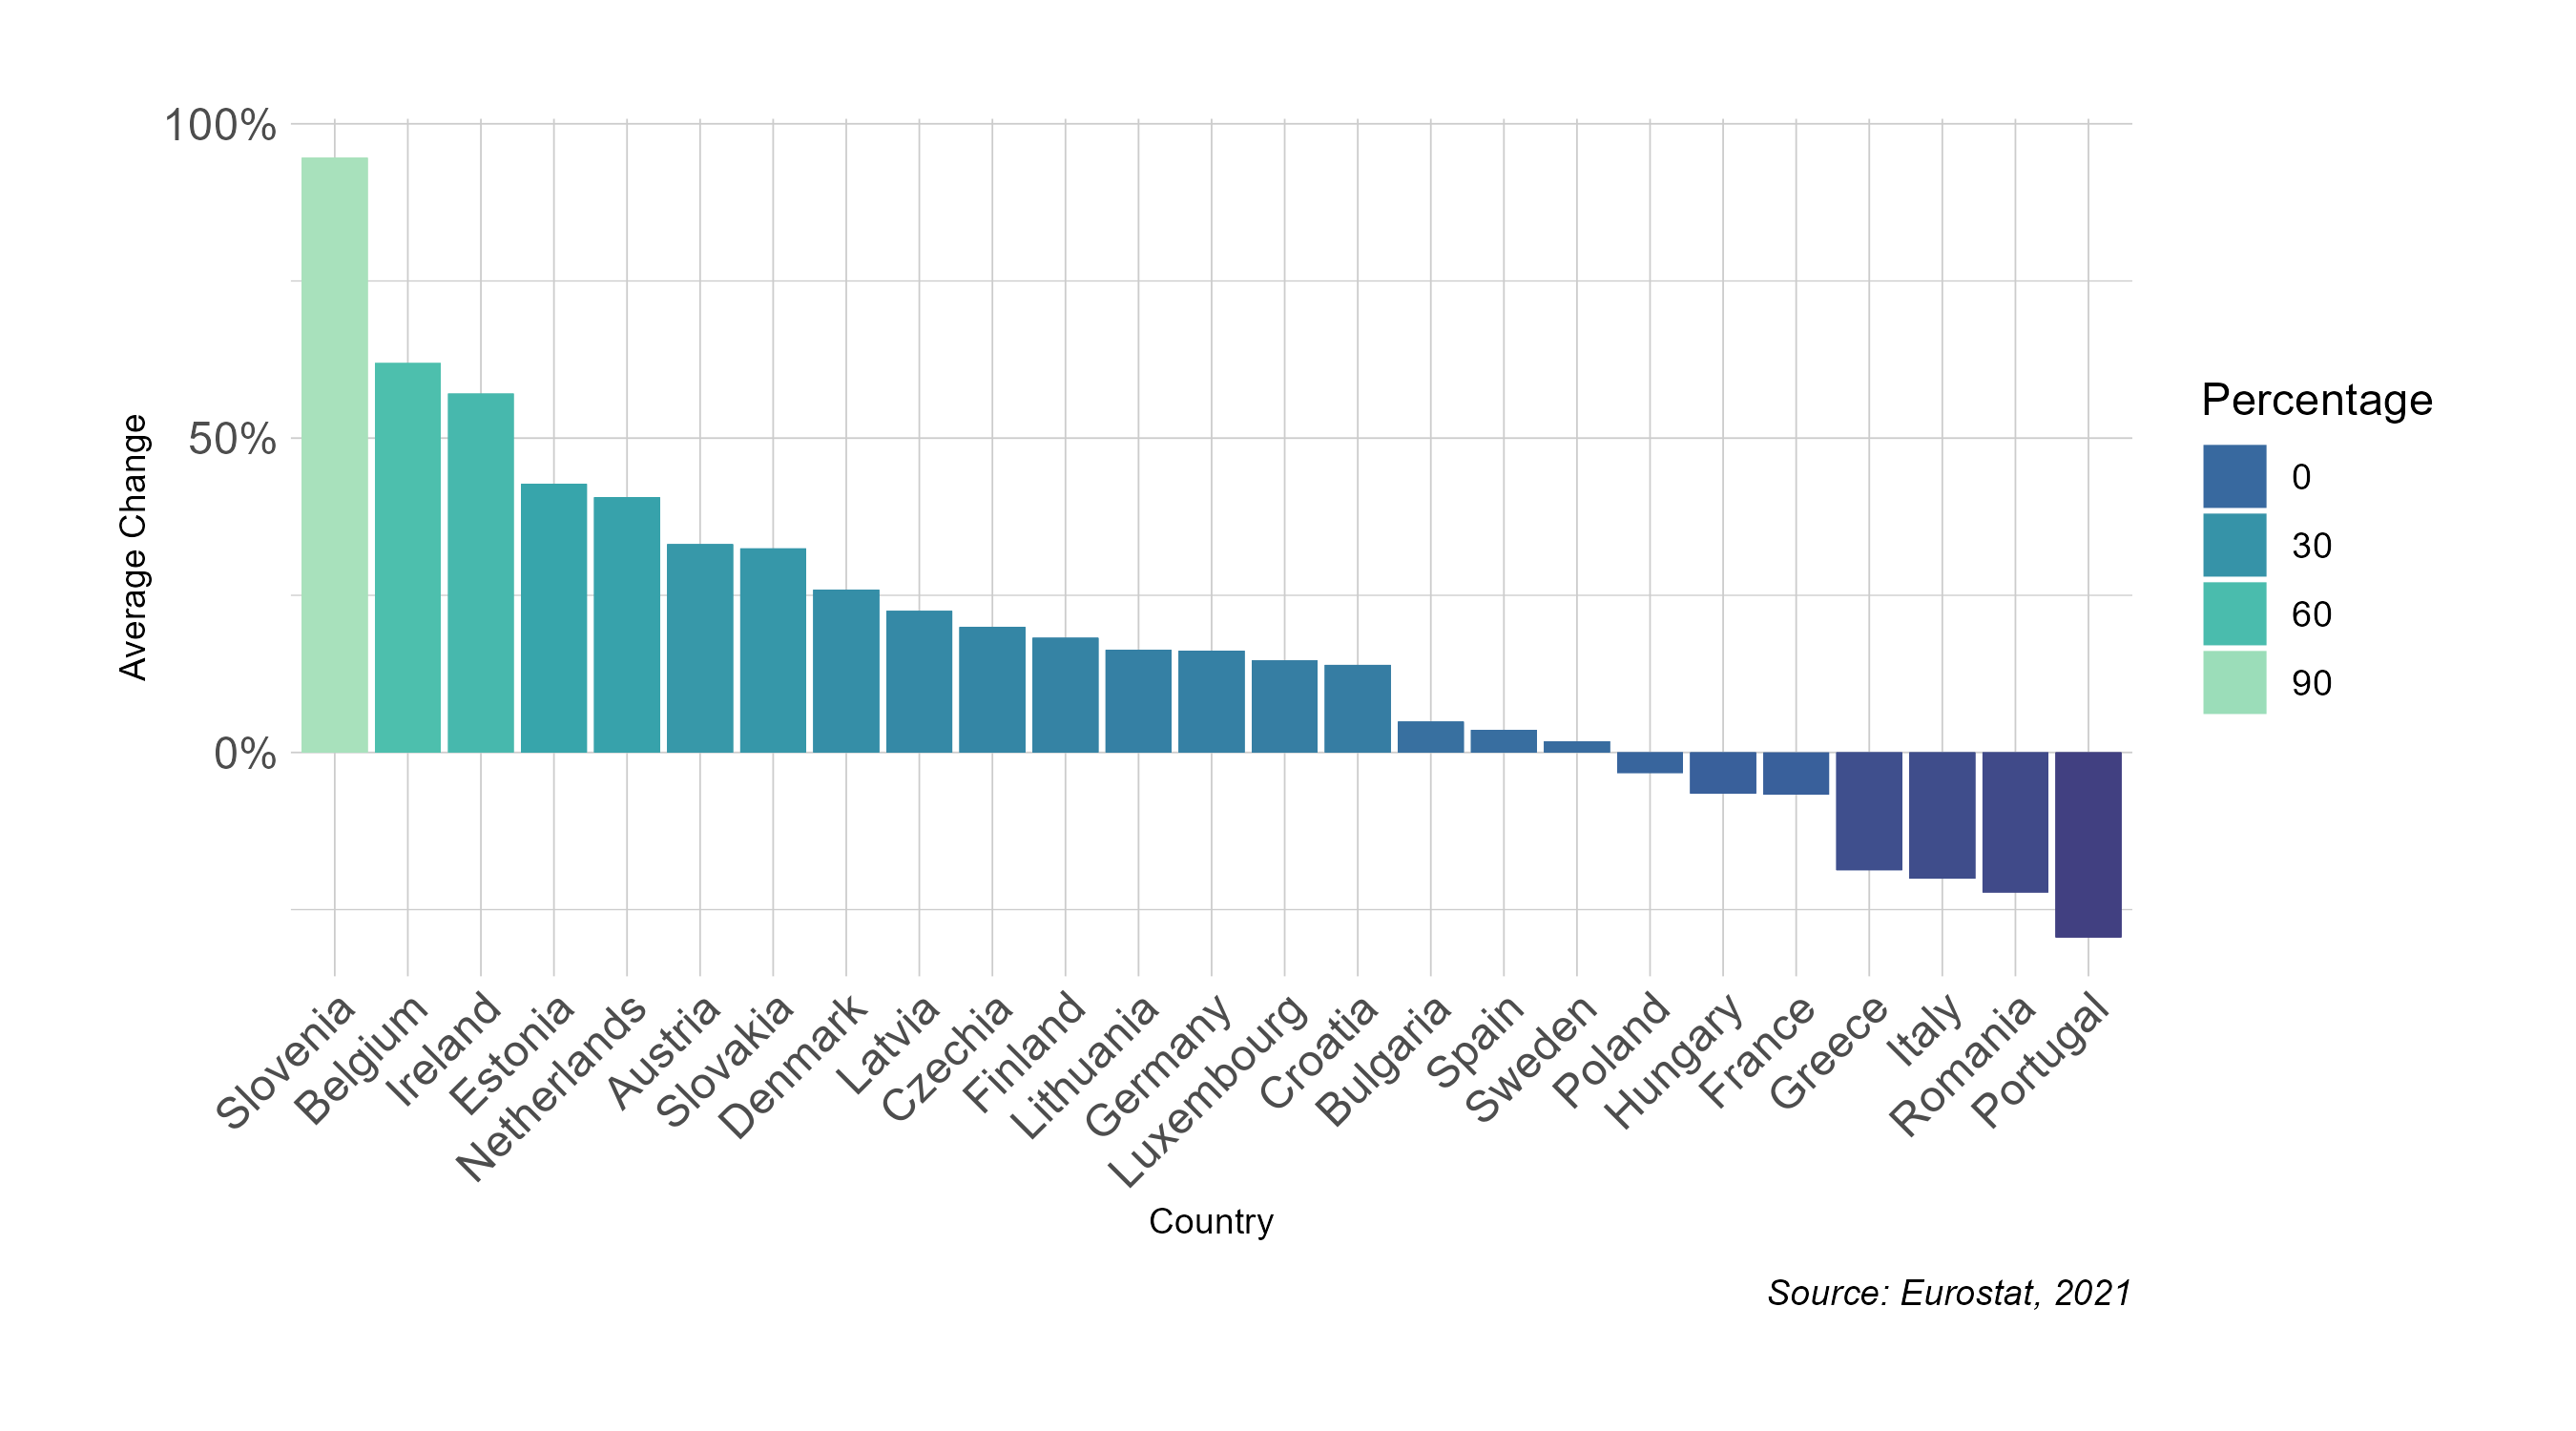 100%
50%
0%
Average Change
Slovenia
Belgium
Ireland
Estonia
Netherlands
Austria
Slovakia
Denmark
Latvia
Czechia
Finland
Lithuania
Germany
Luxembourg
Croatia
Bulgaria
Spain
Sweden
Poland
Hungary
France
Greece
Italy
Romania
Portugal
Country
Percentage
0
30
60
90
Source: Eurostat, 2021